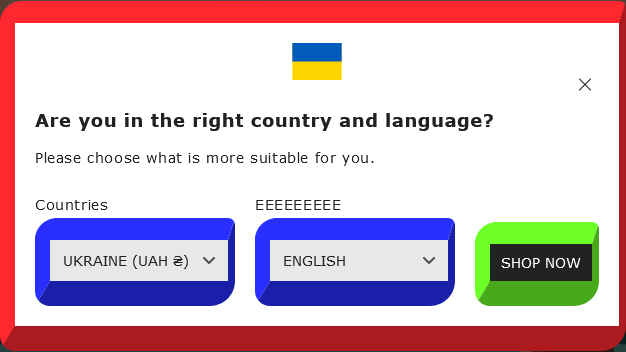 Are you in the right country and language?
Please choose what is more suitable for you.
Countries
EEEEEEEEE
UKRAINE (UAH ₴)
ENGLISH
SHOP NOW